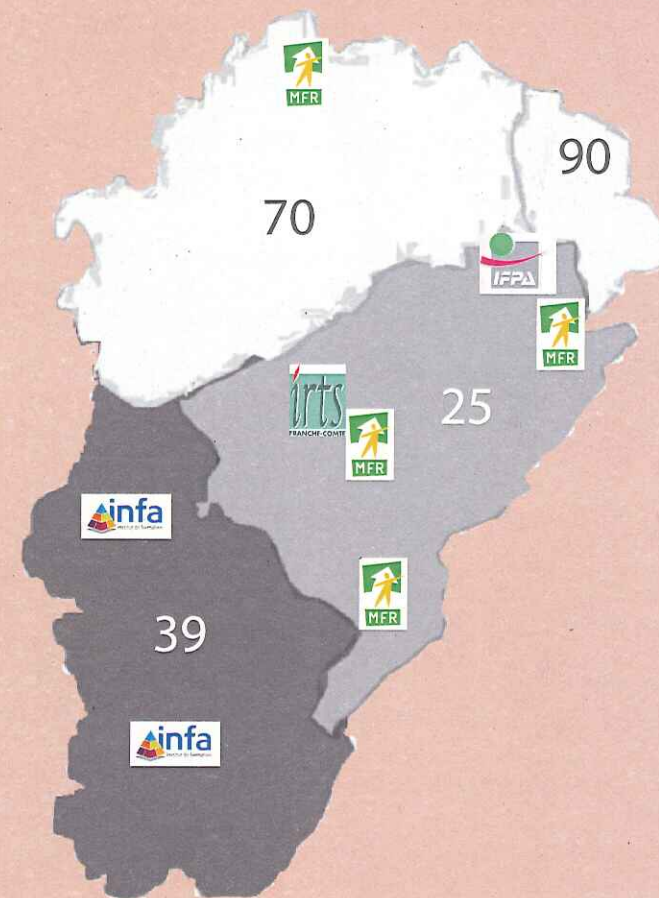 MFR
90
70
IFPA
MFR
irts
FRANCHE-COMTÉ
25
MFR
infa
MFR
39
infa